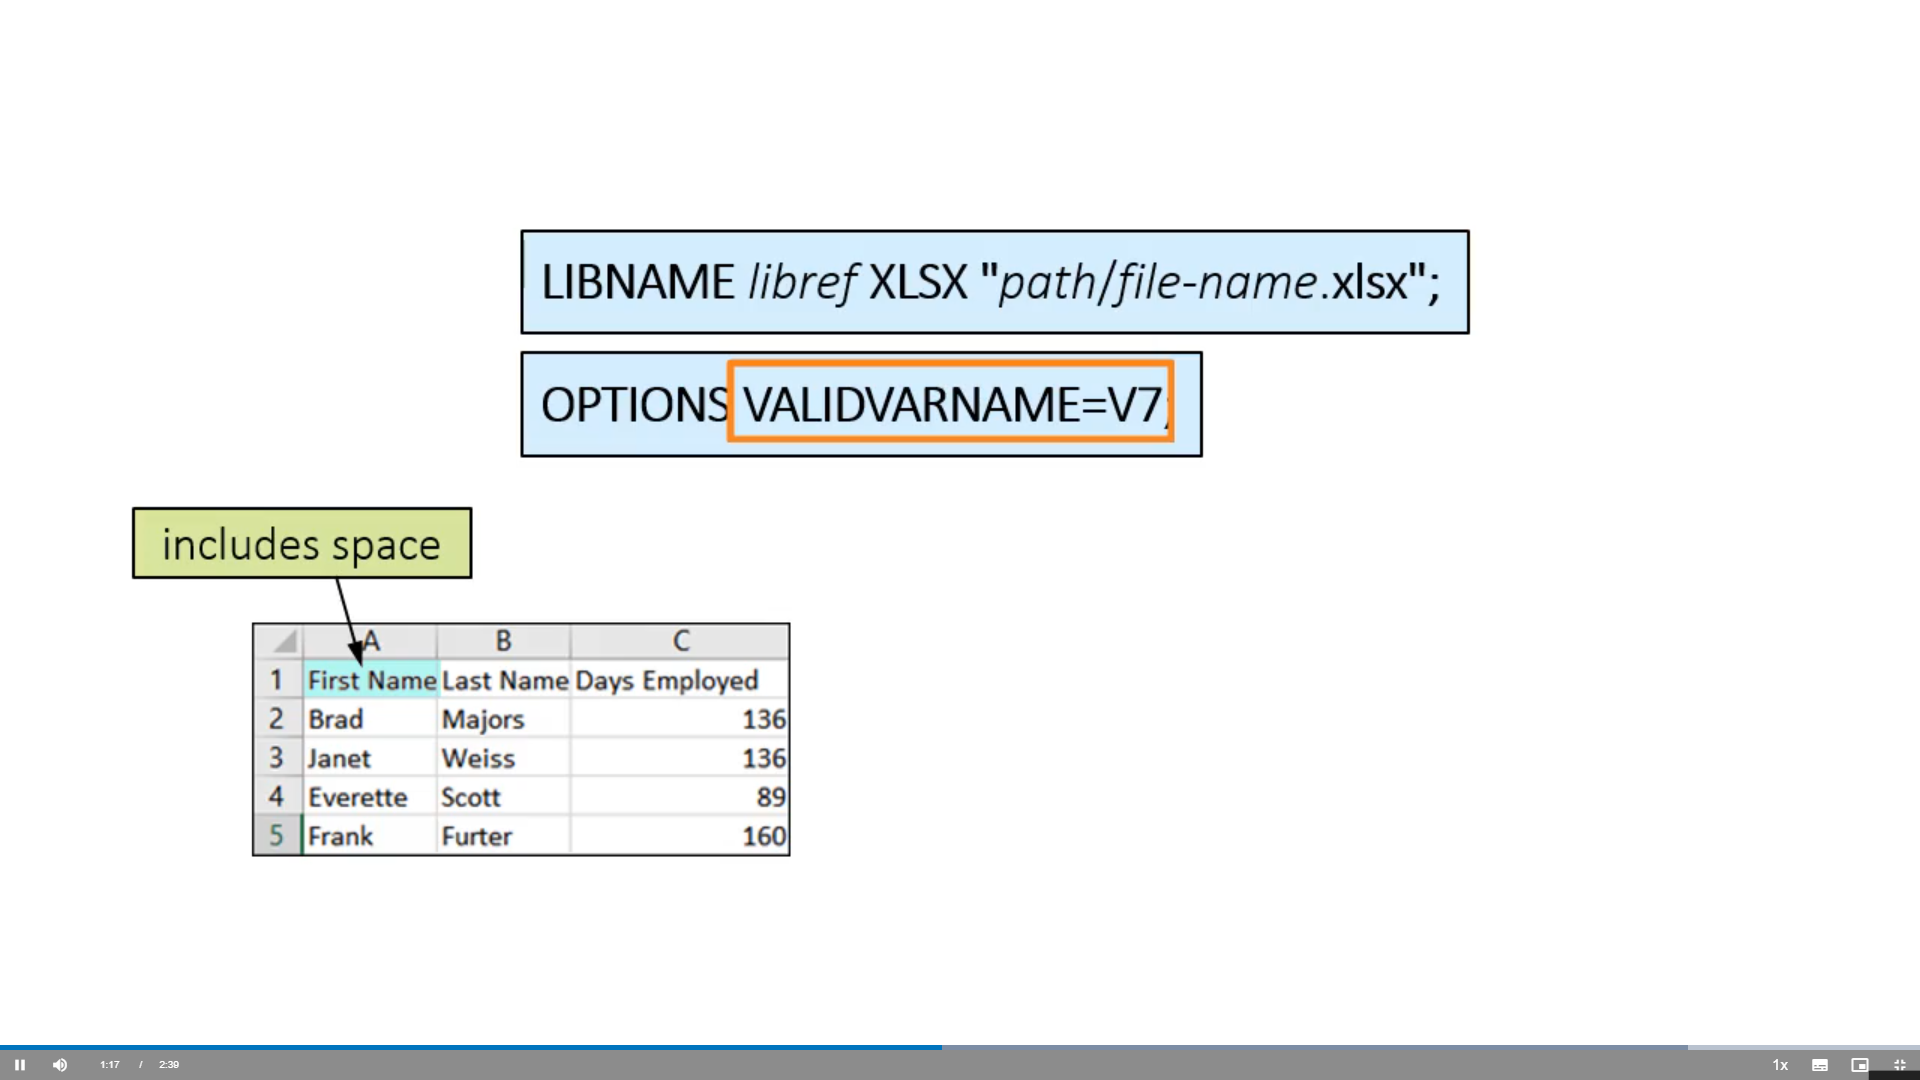 LIBNAME libref XLSX "path/file-name.xlsx";
OPTIONS VALIDVARNAME=V7;
includes space
A B C
1 First Name Last Name Days Employed
2 Brad Majors 136
3 Janet Weiss 136
4 Everette Scott 89
5 Frank Furter 160
1:17 / 2:39 1x